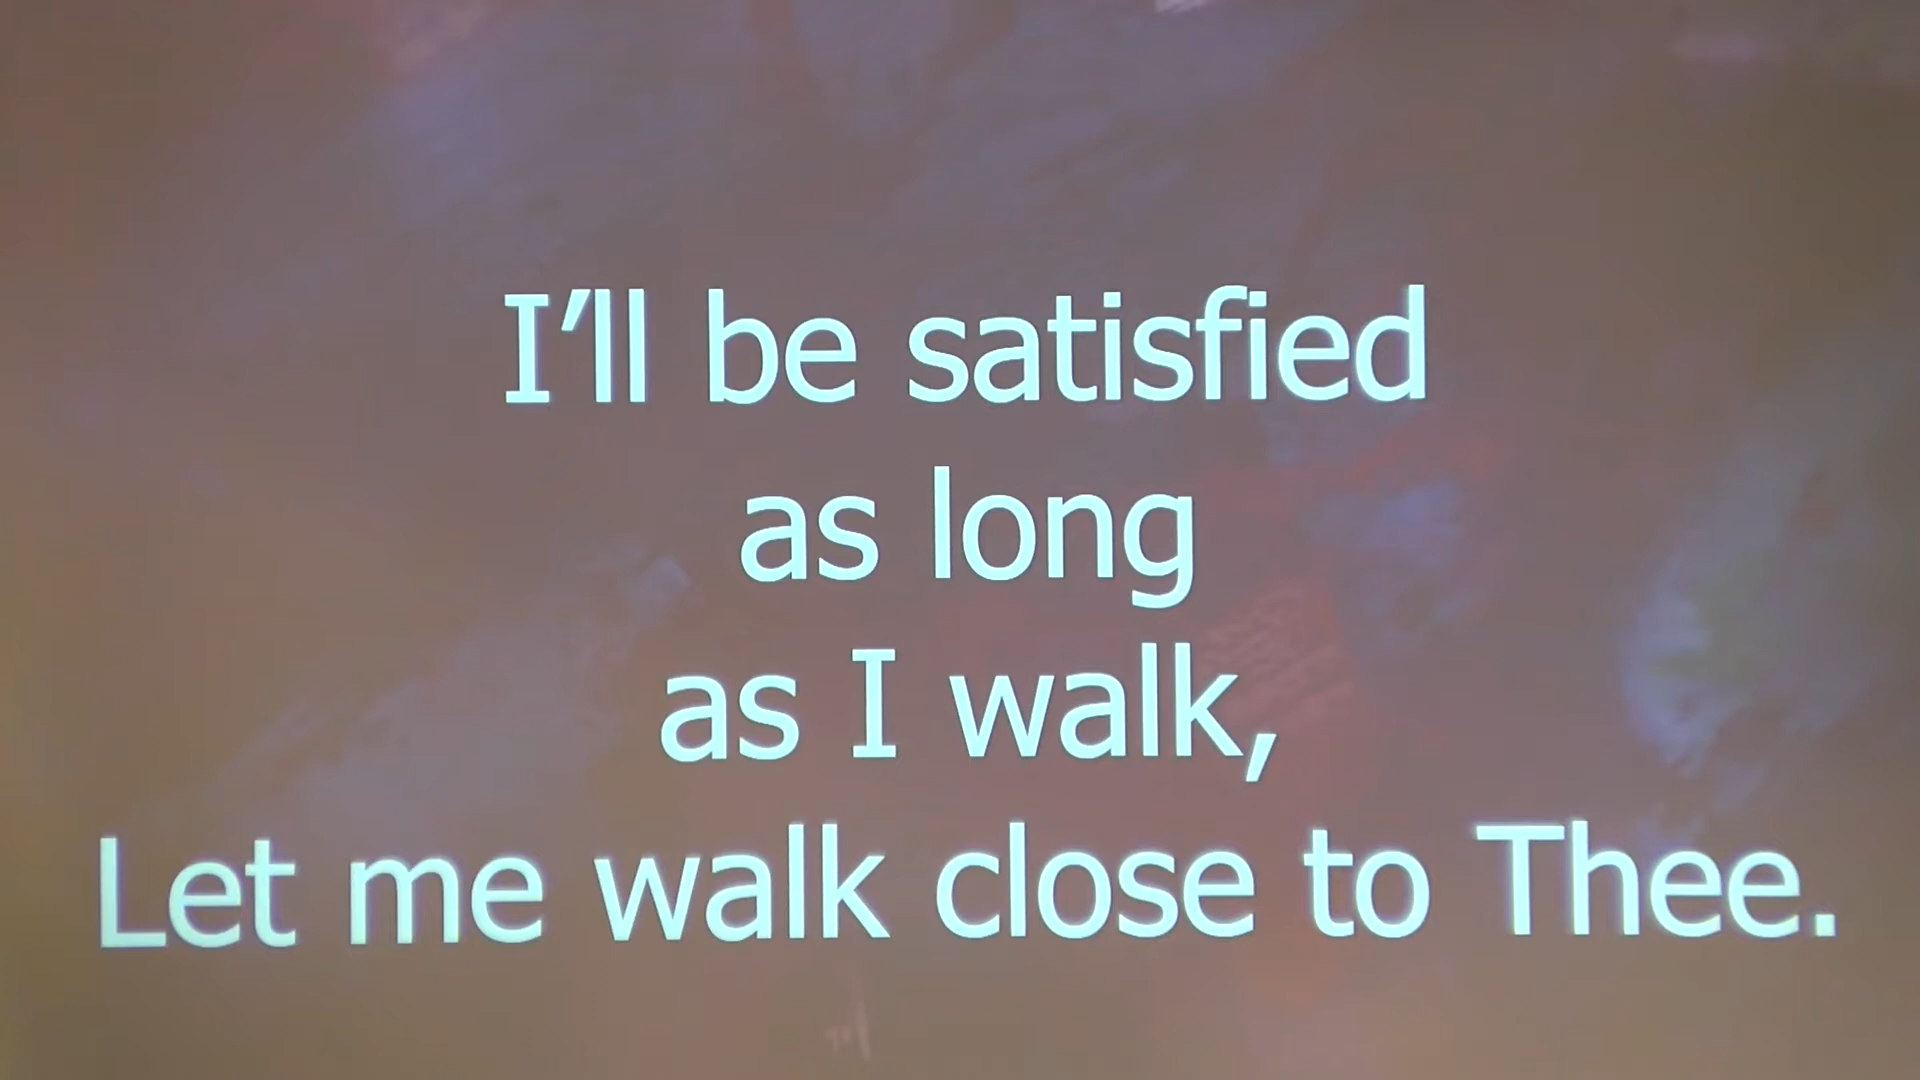 I’ll be satisfied
as long
as I walk,
Let me walk close to Thee.